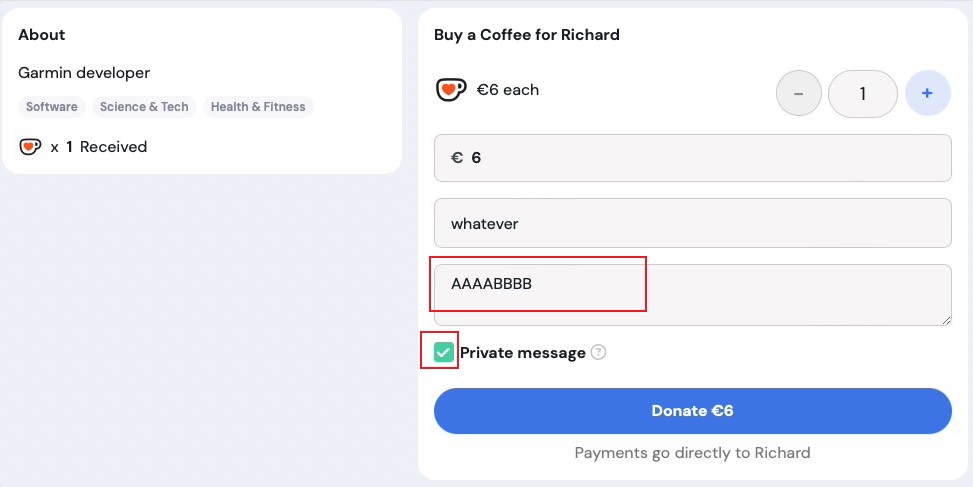 About
Garmin developer
Software Science & Tech Health & Fitness
x 1 Received
Buy a Coffee for Richard
€6 each
− 1 +
€ 6
whatever
AAAABBBB
Private message ?
Donate €6
Payments go directly to Richard